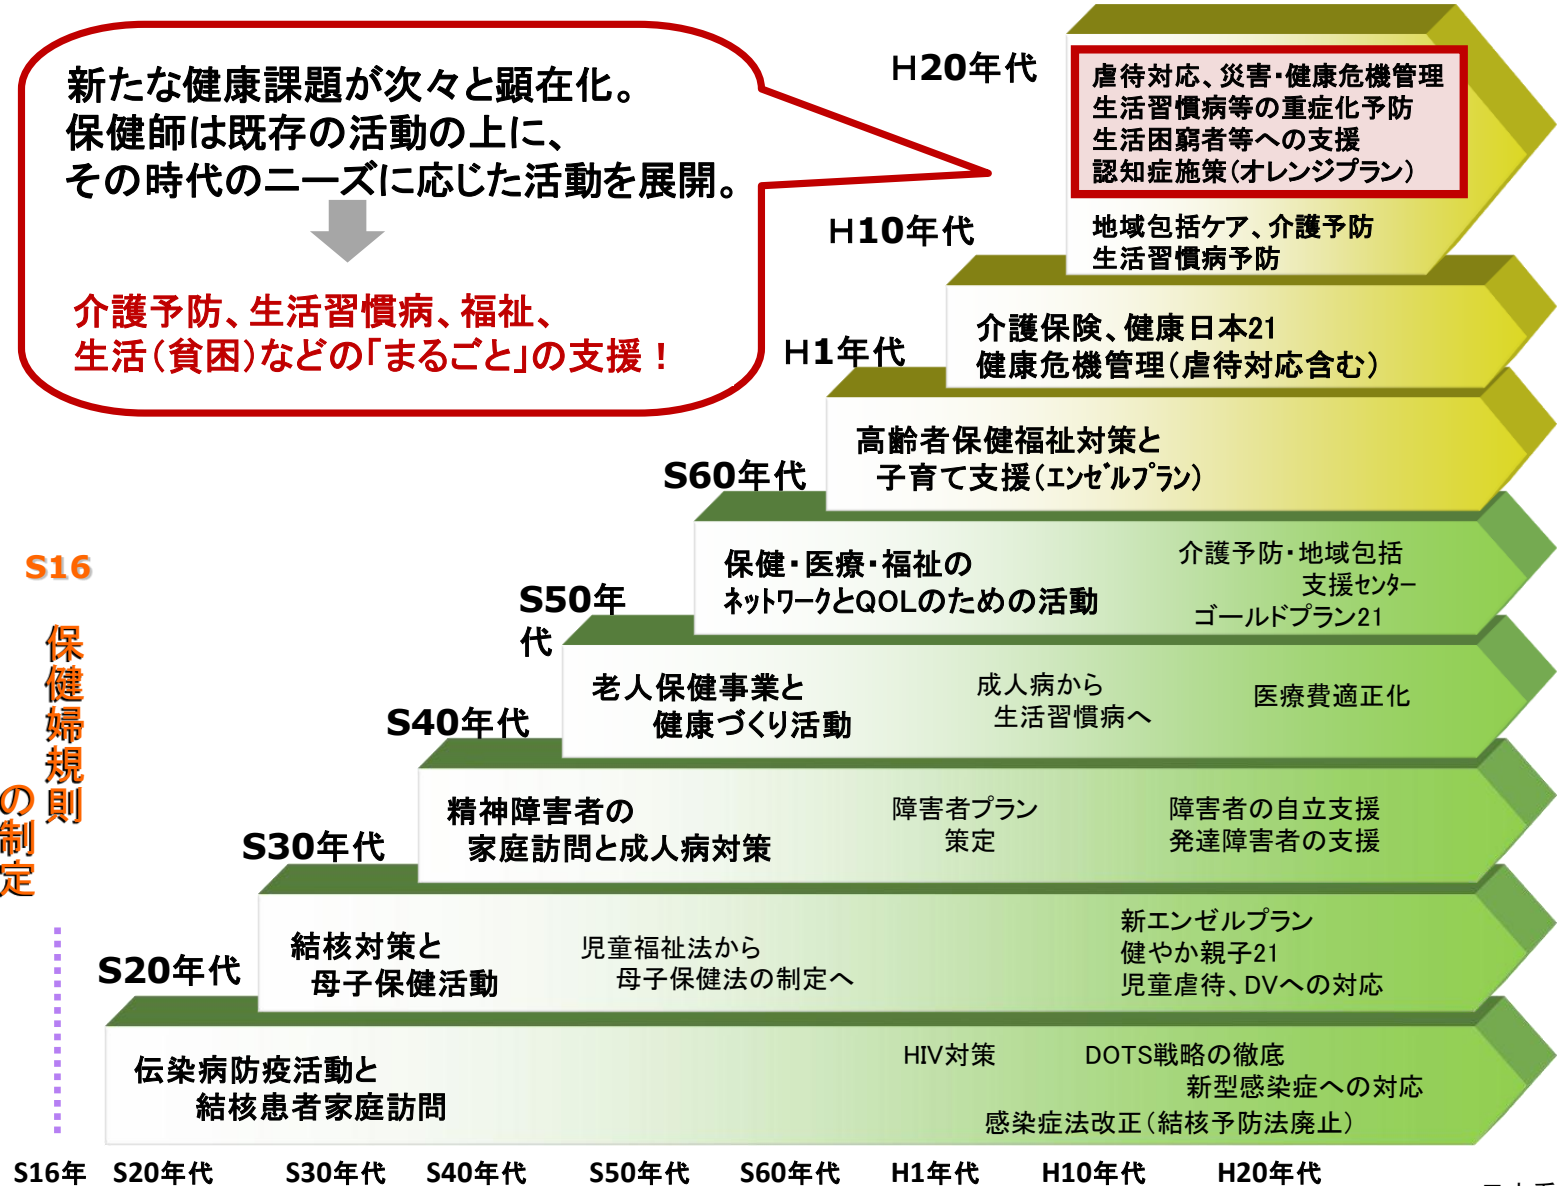 新たな健康課題が次々と顕在化。
保健師は既存の活動の上に、
その時代のニーズに応じた活動を展開。
介護予防、生活習慣病、福祉、
生活(貧困)などの「まるごと」の支援！
H20年代
虐待対応、災害・健康危機管理
生活習慣病等の重症化予防
生活困窮者等への支援
認知症施策(オレンジプラン)
地域包括ケア、介護予防
生活習慣病予防
H10年代
介護保険、健康日本21
健康危機管理(虐待対応含む)
H1年代
高齢者保健福祉対策と
子育て支援(ｴﾝｾﾞﾙﾌﾟﾗﾝ)
S60年代
保健・医療・福祉の
ﾈｯﾄﾜｰｸとQOLのための活動
介護予防・地域包括
支援ｾﾝﾀｰ
ゴールドプラン21
S50年
代
老人保健事業と
健康づくり活動
成人病から
生活習慣病へ
医療費適正化
S40年代
精神障害者の
家庭訪問と成人病対策
障害者プラン
策定
障害者の自立支援
発達障害者の支援
S30年代
結核対策と
母子保健活動
児童福祉法から
母子保健法の制定へ
新エンゼルプラン
健やか親子21
児童虐待、DVへの対応
S20年代
伝染病防疫活動と
結核患者家庭訪問
HIV対策
DOTS戦略の徹底
新型感染症への対応
感染症法改正(結核予防法廃止)
S16
保健婦規則
の制定
S16年 S20年代 S30年代 S40年代 S50年代 S60年代 H1年代 H10年代 H20年代